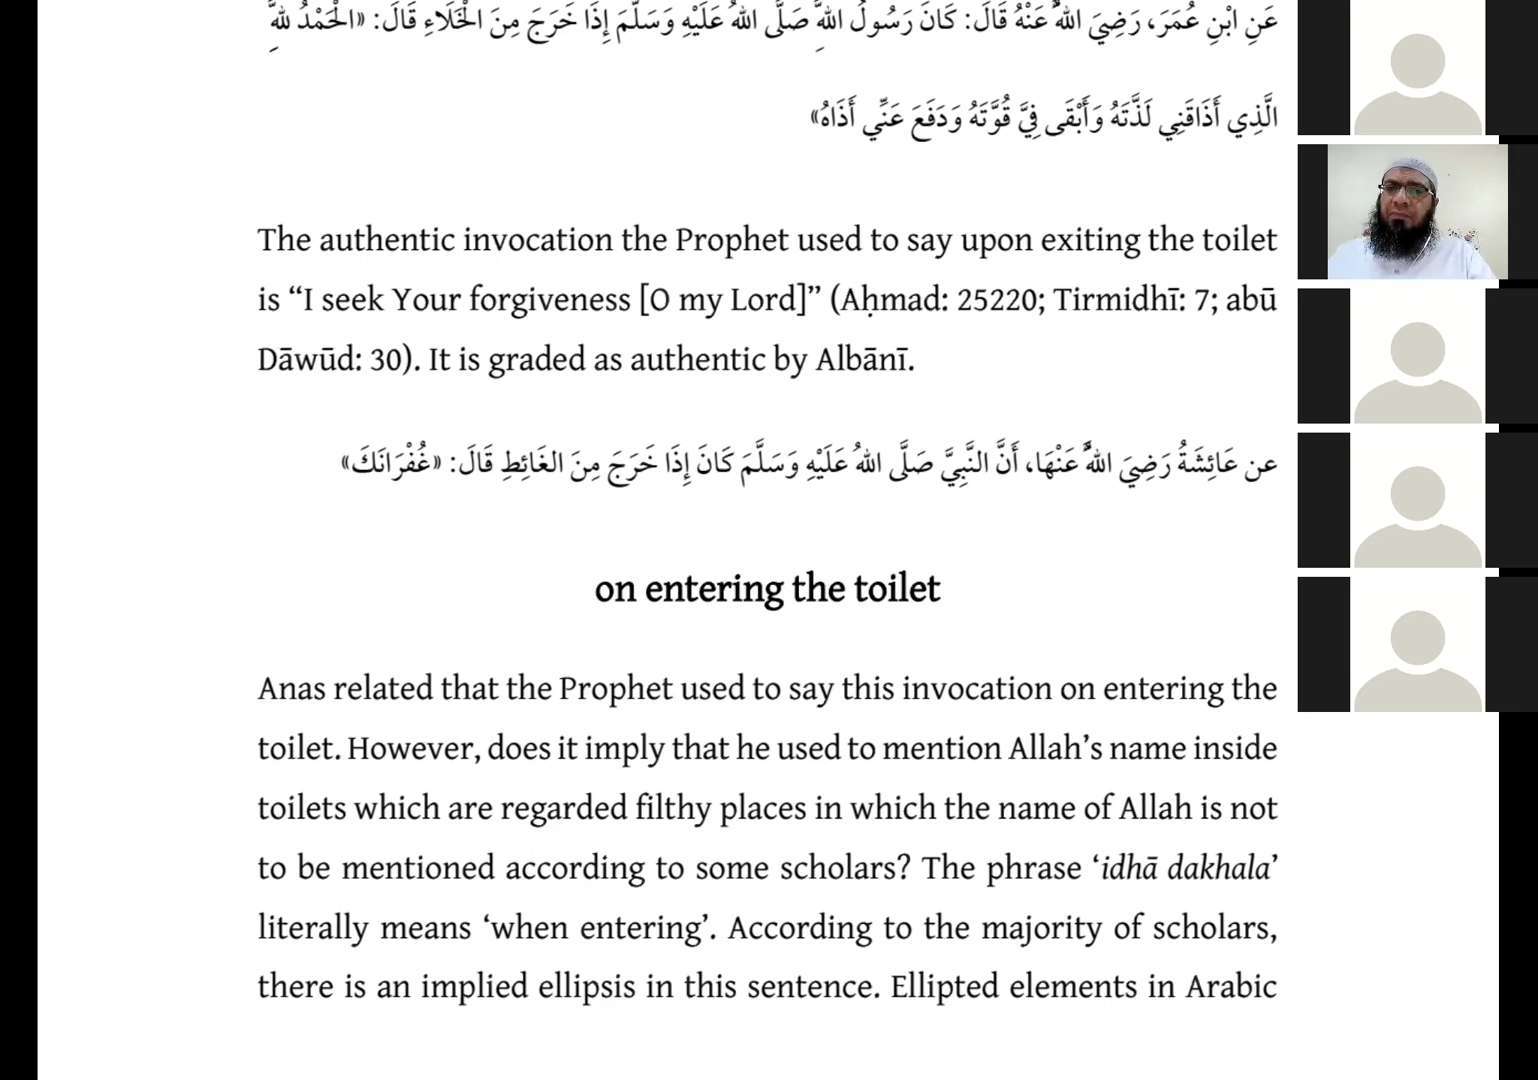 عَنِ ابْنِ عُمَرَ، رَضِيَ اللهُ عَنْهُ قَالَ: كَانَ رَسُولُ اللهِ صَلَّى اللهُ عَلَيْهِ وَسَلَّمَ إِذَا خَرَجَ مِنَ الْخَلَاءِ قَالَ: «الْحَمْدُ لِلَّهِ
الَّذِي أَذَاقَنِي لَذَّتَهُ وَأَبْقَى فِيَّ قُوَّتَهُ وَدَفَعَ عَنِّي أَذَاهُ»
The authentic invocation the Prophet used to say upon exiting the toilet
is “I seek Your forgiveness [O my Lord]” (Aḥmad: 25220; Tirmidhī: 7; abū
Dāwūd: 30). It is graded as authentic by Albānī.
عن عَائِشَةُ رَضِيَ اللهُ عَنْهَا، أَنَّ النَّبِيَّ صَلَّى اللهُ عَلَيْهِ وَسَلَّمَ كَانَ إِذَا خَرَجَ مِنَ الغَائِطِ قَالَ: «غُفْرَانَكَ»
on entering the toilet
Anas related that the Prophet used to say this invocation on entering the
toilet. However, does it imply that he used to mention Allah’s name inside
toilets which are regarded filthy places in which the name of Allah is not
to be mentioned according to some scholars? The phrase ‘idhā dakhala’
literally means ‘when entering’. According to the majority of scholars,
there is an implied ellipsis in this sentence. Ellipted elements in Arabic